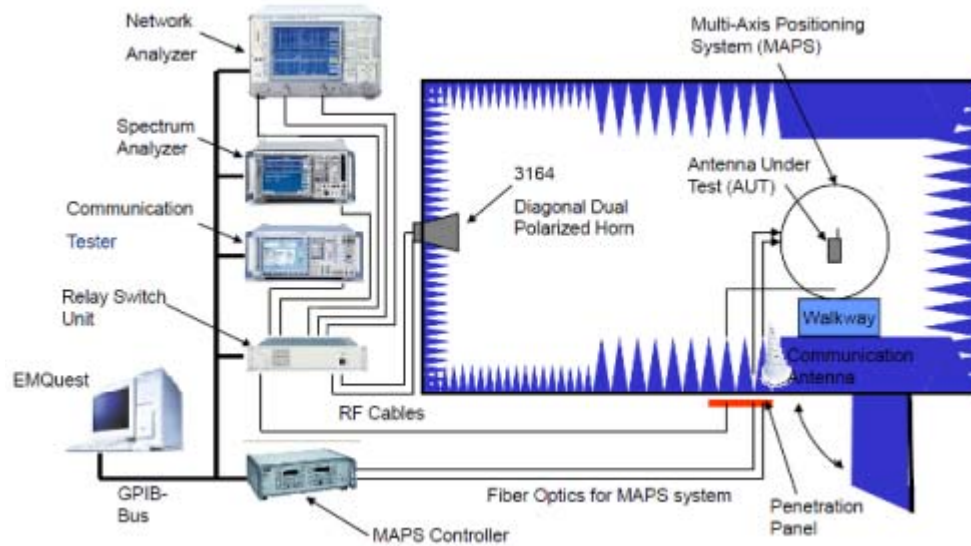 Network
Analyzer
Spectrum
Analyzer
Communication
Tester
Relay Switch
Unit
EMQuest
GPIB-
Bus
MAPS Controller
RF Cables
Fiber Optics for MAPS system
3164
Diagonal Dual
Polarized Horn
Multi-Axis Positioning
System (MAPS)
Antenna Under
Test (AUT)
Walkway
Communication
Antenna
Penetration
Panel